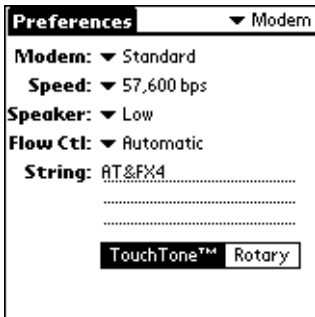 Preferences ▼ Modem
Modem: ▼ Standard
Speed: ▼ 57,600 bps
Speaker: ▼ Low
Flow Ctl: ▼ Automatic
String: AT&FX4
TouchTone™ Rotary